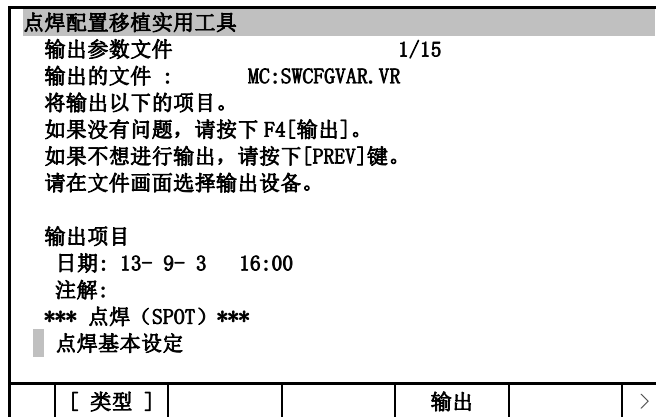 点焊配置移植实用工具
输出参数文件 1/15
输出的文件 : MC:SWCFGVAR.VR
将输出以下的项目。
如果没有问题，请按下 F4[输出]。
如果不想进行输出，请按下[PREV]键。
请在文件画面选择输出设备。
输出项目
日期: 13- 9- 3 16:00
注解:
*** 点焊（SPOT）***
点焊基本设定
[ 类型 ] 输出 >